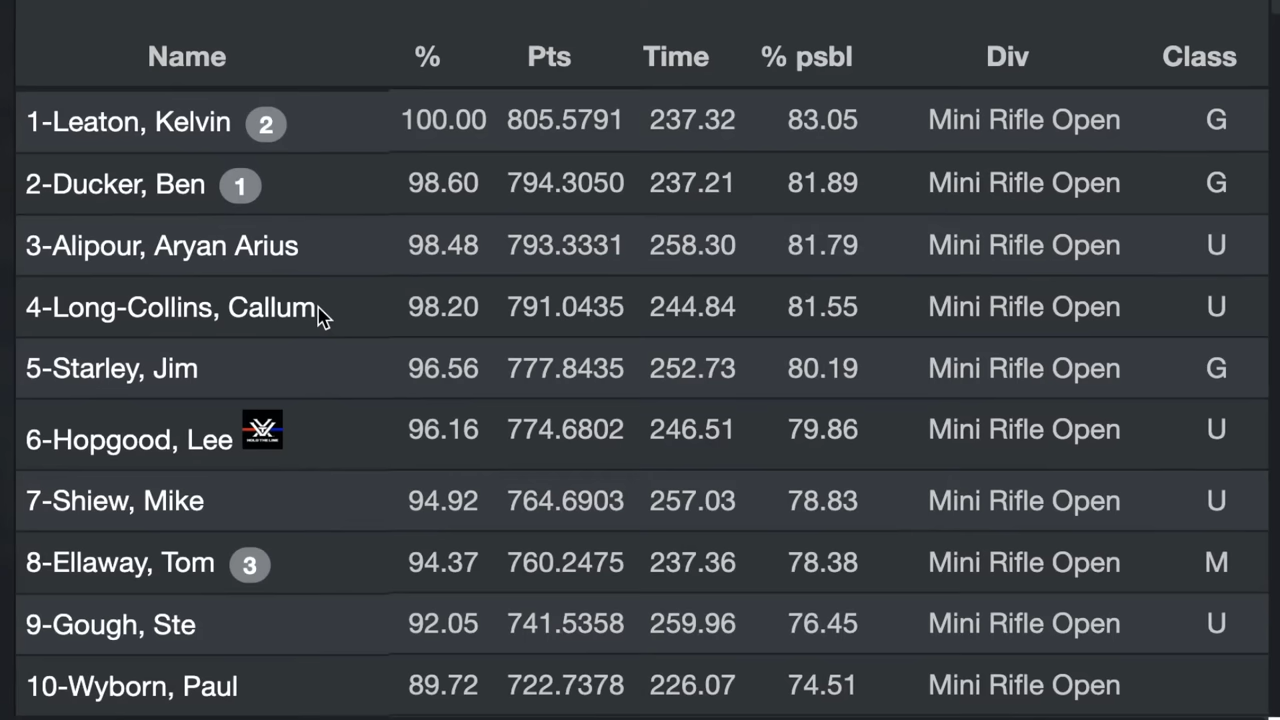 Name % Pts Time % psbl Div Class
1-Leaton, Kelvin 2 100.00 805.5791 237.32 83.05 Mini Rifle Open G
2-Ducker, Ben 1 98.60 794.3050 237.21 81.89 Mini Rifle Open G
3-Alipour, Aryan Arius 98.48 793.3331 258.30 81.79 Mini Rifle Open U
4-Long-Collins, Callum 98.20 791.0435 244.84 81.55 Mini Rifle Open U
5-Starley, Jim 96.56 777.8435 252.73 80.19 Mini Rifle Open G
6-Hopgood, Lee HOLD THE LINE 96.16 774.6802 246.51 79.86 Mini Rifle Open U
7-Shiew, Mike 94.92 764.6903 257.03 78.83 Mini Rifle Open U
8-Ellaway, Tom 3 94.37 760.2475 237.36 78.38 Mini Rifle Open M
9-Gough, Ste 92.05 741.5358 259.96 76.45 Mini Rifle Open U
10-Wyborn, Paul 89.72 722.7378 226.07 74.51 Mini Rifle Open